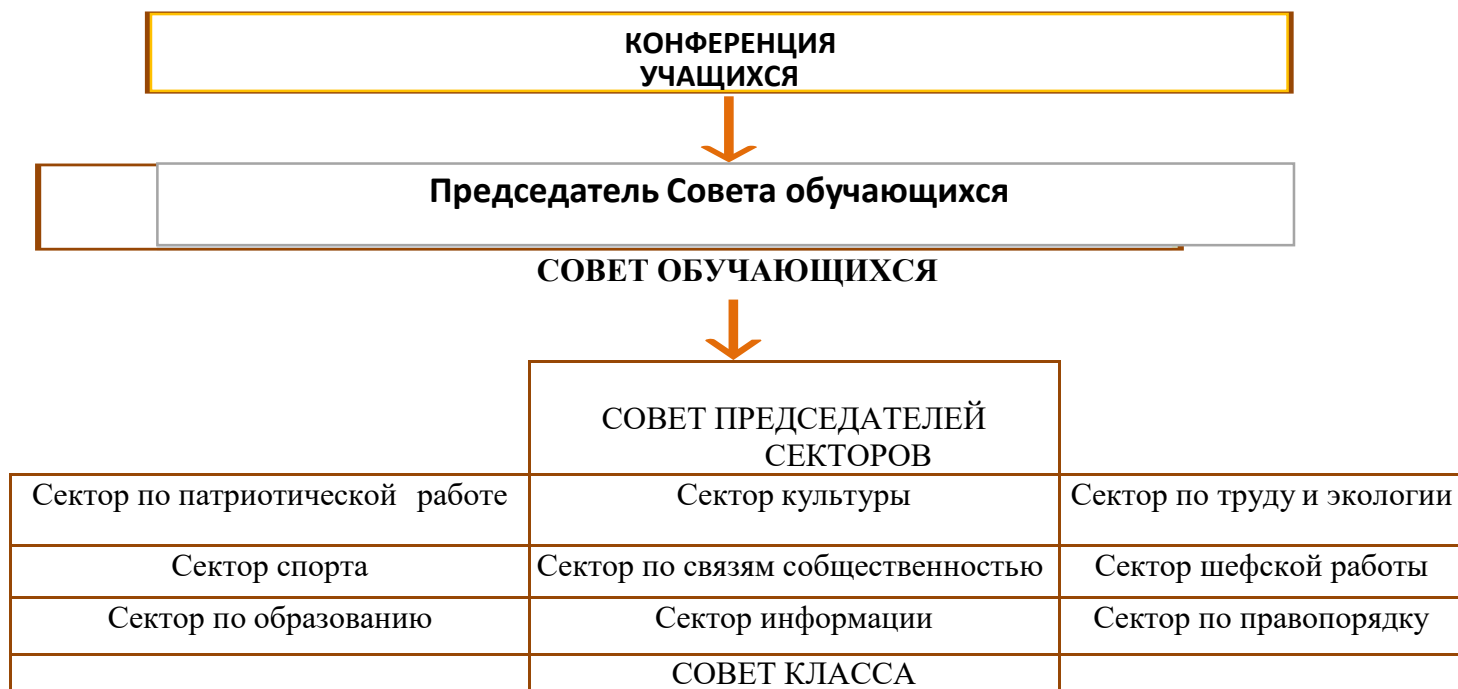 КОНФЕРЕНЦИЯ
УЧАЩИХСЯ
Председатель Совета обучающихся
СОВЕТ ОБУЧАЮЩИХСЯ
СОВЕТ ПРЕДСЕДАТЕЛЕЙ
СЕКТОРОВ
Сектор по патриотической работе
Сектор культуры
Сектор по труду и экологии
Сектор спорта
Сектор по связям собщественностью
Сектор шефской работы
Сектор по образованию
Сектор информации
Сектор по правопорядку
СОВЕТ КЛАССА